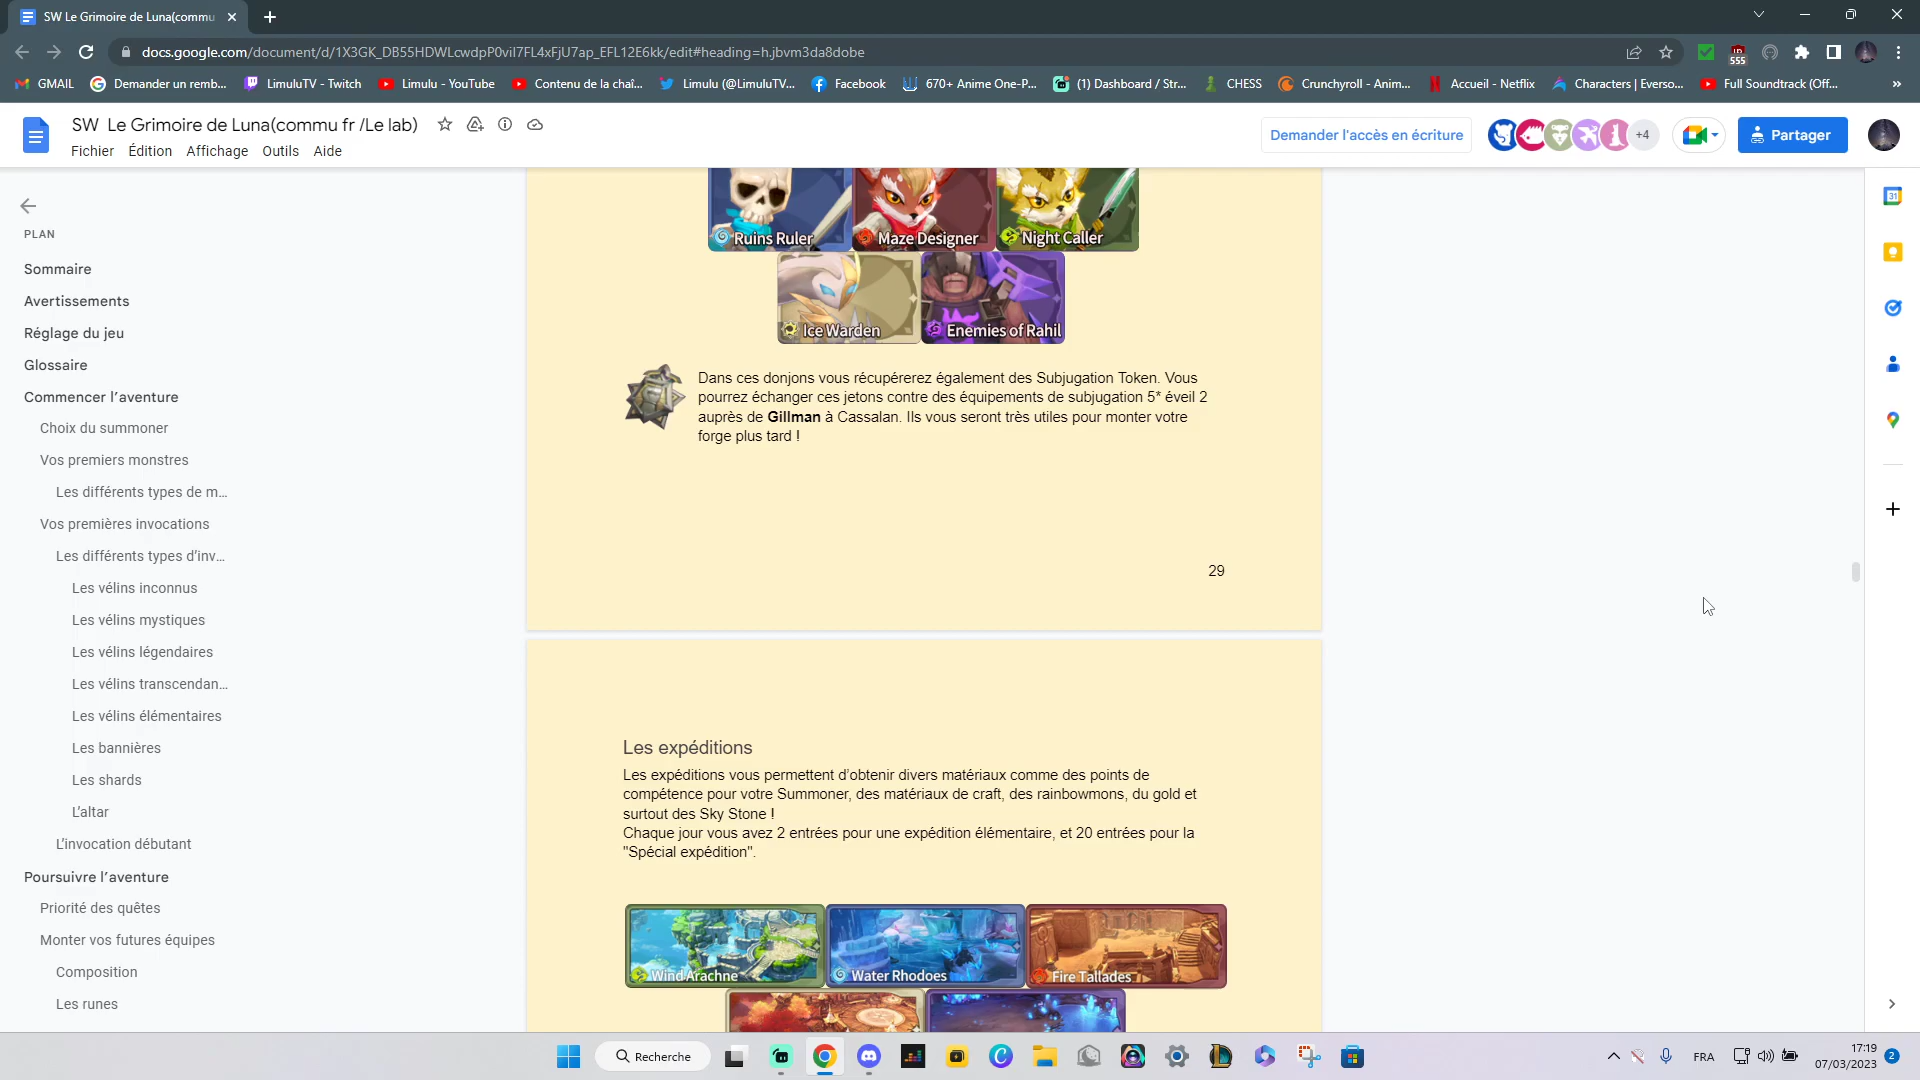 SW Le Grimoire de Luna(commu
docs.google.com/document/d/1X3GK_DB55HDWLcwdpP0viI7FL4xFjU7ap_EFL12E6kk/edit#heading=h.jbvm3da8dobe
555
GMAIL
Demander un remb...
LimuluTV - Twitch
Limulu - YouTube
Contenu de la chaî...
Limulu (@LimuluTV...
Facebook
670+ Anime One-P...
(1) Dashboard / Str...
CHESS
Crunchyroll - Anim...
Accueil - Netflix
Characters | Everso...
Full Soundtrack (Off...
»
SW Le Grimoire de Luna(commu fr /Le lab)
Fichier Édition Affichage Outils Aide
Demander l'accès en écriture
+4
Partager
31
PLAN
Sommaire
Avertissements
Réglage du jeu
Glossaire
Commencer l'aventure
Choix du summoner
Vos premiers monstres
Les différents types de m...
Vos premières invocations
Les différents types d'inv...
Les vélins inconnus
Les vélins mystiques
Les vélins légendaires
Les vélins transcendan...
Les vélins élémentaires
Les bannières
Les shards
L'altar
L'invocation débutant
Poursuivre l'aventure
Priorité des quêtes
Monter vos futures équipes
Composition
Les runes
Ruins Ruler
Maze Designer
Night Caller
Ice Warden
Enemies of Rahil
Dans ces donjons vous récupérerez également des Subjugation Token. Vous
pourrez échanger ces jetons contre des équipements de subjugation 5* éveil 2
auprès de Gillman à Cassalan. Ils vous seront très utiles pour monter votre
forge plus tard !
29
Les expéditions
Les expéditions vous permettent d'obtenir divers matériaux comme des points de
compétence pour votre Summoner, des matériaux de craft, des rainbowmons, du gold et
surtout des Sky Stone !
Chaque jour vous avez 2 entrées pour une expédition élémentaire, et 20 entrées pour la
"Spécial expédition".
Wind Arachne
Water Rhodoes
Fire Tallades
Recherche
FRA
17:19
07/03/2023
2